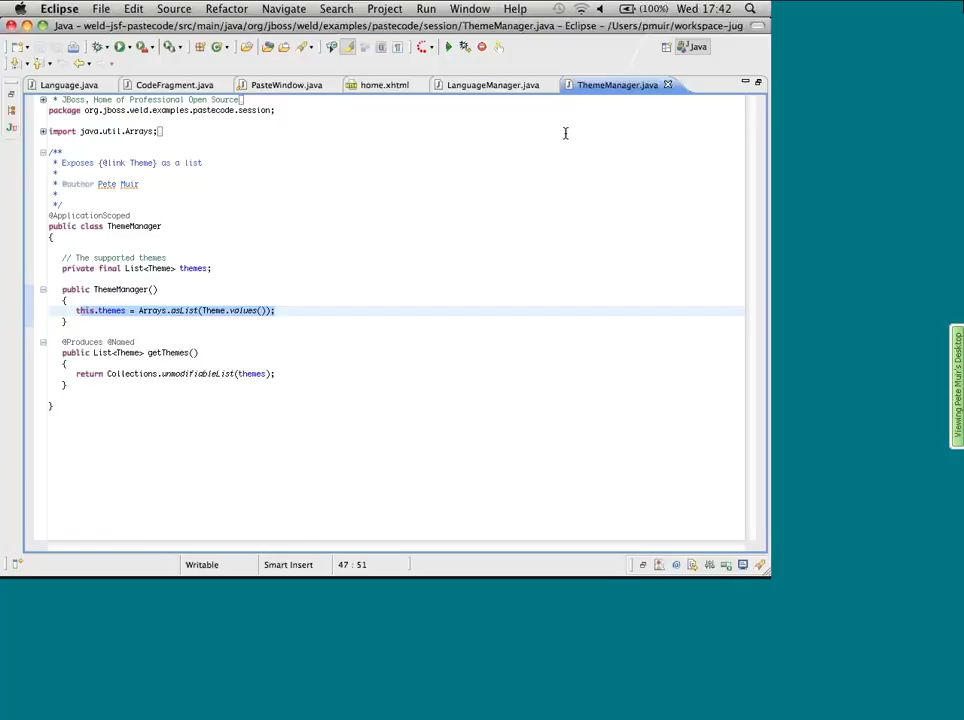 Eclipse File Edit Source Refactor Navigate Search Project Run Window Help (100%) Wed 17:42
Java – weld-jsf-pastecode/src/main/java/org/jboss/weld/examples/pastecode/session/ThemeManager.java – Eclipse – /Users/pmuir/workspace-jug
Java
Language.java CodeFragment.java PasteWindow.java home.xhtml LanguageManager.java ThemeManager.java
* JBoss, Home of Professional Open Source
package org.jboss.weld.examples.pastecode.session;
import java.util.Arrays;
/**
* Exposes {@link Theme} as a list
*
* @author Pete Muir
*
*/
@ApplicationScoped
public class ThemeManager
{
// The supported themes
private final List<Theme> themes;
public ThemeManager()
{
this.themes = Arrays.asList(Theme.values());
}
@Produces @Named
public List<Theme> getThemes()
{
return Collections.unmodifiableList(themes);
}
}
Writable Smart Insert 47 : 51
Viewing Pete Muir's Desktop